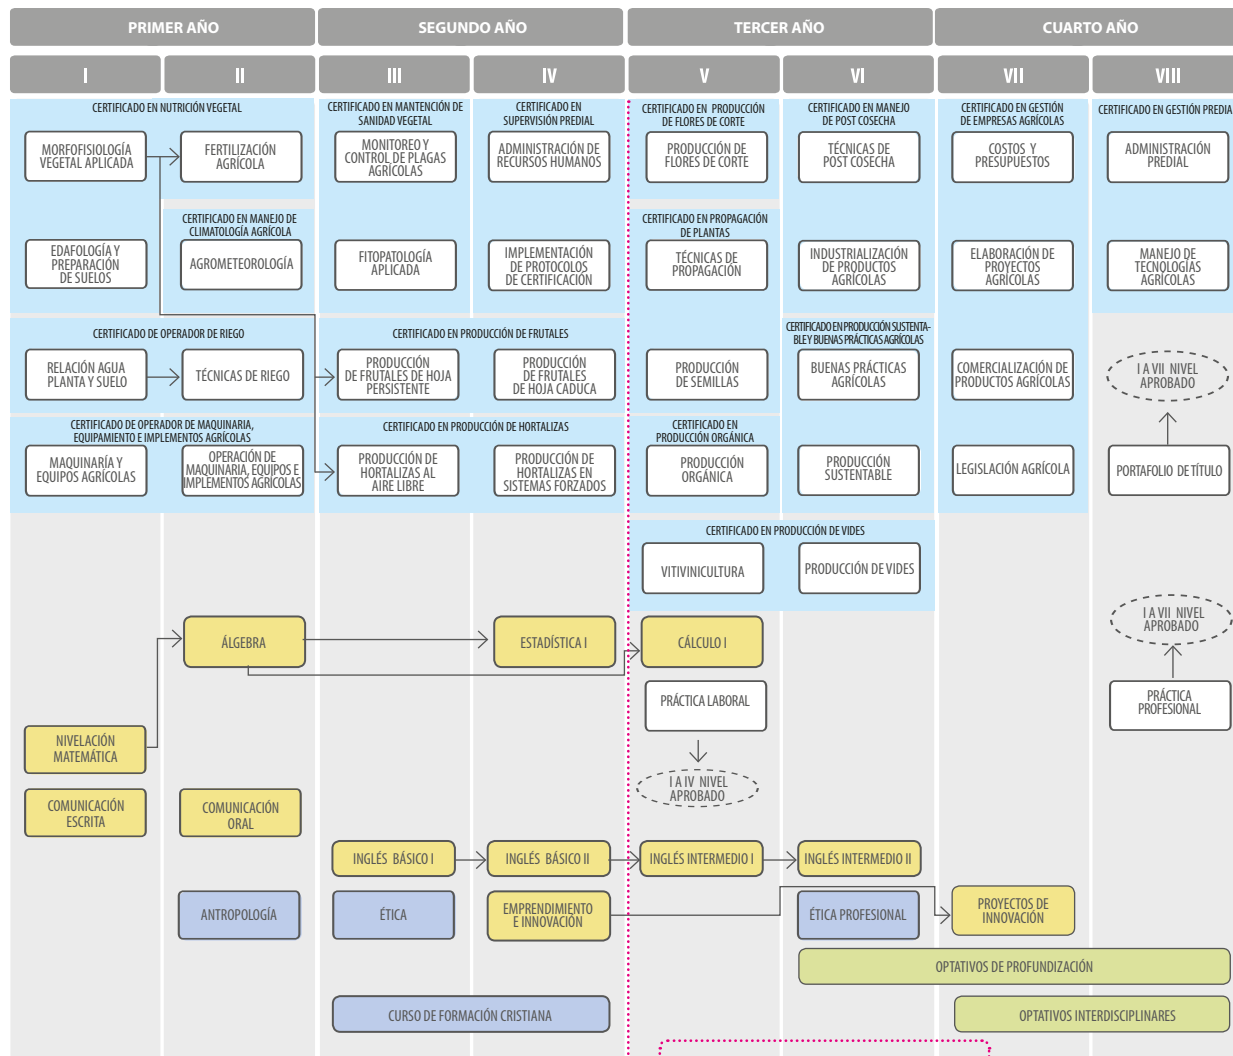 PRIMER AÑO
SEGUNDO AÑO
TERCER AÑO
CUARTO AÑO
I
II
III
IV
V
VI
VII
VIII
CERTIFICADO EN NUTRICIÓN VEGETAL
CERTIFICADO EN MANTENCIÓN DE
SANIDAD VEGETAL
CERTIFICADO EN
SUPERVISIÓN PREDIAL
CERTIFICADO EN PRODUCCIÓN
DE FLORES DE CORTE
CERTIFICADO EN MANEJO
DE POST COSECHA
CERTIFICADO EN GESTIÓN
DE EMPRESAS AGRÍCOLAS
CERTIFICADO EN GESTIÓN PREDIA
MORFOFISIOLOGÍA
VEGETAL APLICADA
FERTILIZACIÓN
AGRÍCOLA
MONITOREO Y
CONTROL DE PLAGAS
AGRÍCOLAS
ADMINISTRACIÓN DE
RECURSOS HUMANOS
PRODUCCIÓN DE
FLORES DE CORTE
TÉCNICAS DE
POST COSECHA
COSTOS Y
PRESUPUESTOS
ADMINISTRACIÓN
PREDIAL
CERTIFICADO EN MANEJO DE
CLIMATOLOGÍA AGRÍCOLA
CERTIFICADO EN PROPAGACIÓN
DE PLANTAS
EDAFOLOGÍA Y
PREPARACIÓN
DE SUELOS
AGROMETEOROLOGÍA
FITOPATOLOGÍA
APLICADA
IMPLEMENTACIÓN
DE PROTOCOLOS
DE CERTIFICACIÓN
TÉCNICAS DE
PROPAGACIÓN
INDUSTRIALIZACIÓN
DE PRODUCTOS
AGRÍCOLAS
ELABORACIÓN DE
PROYECTOS
AGRÍCOLAS
MANEJO DE
TECNOLOGÍAS
AGRÍCOLAS
CERTIFICADO DE OPERADOR DE RIEGO
CERTIFICADO EN PRODUCCIÓN DE FRUTALES
CERTIFICADO EN PRODUCCIÓN SUSTENTA-
BLE Y BUENAS PRÁCTICAS AGRÍCOLAS
RELACIÓN AGUA
PLANTA Y SUELO
TÉCNICAS DE RIEGO
PRODUCCIÓN
DE FRUTALES DE HOJA
PERSISTENTE
PRODUCCIÓN
DE FRUTALES
DE HOJA CADUCA
PRODUCCIÓN
DE SEMILLAS
BUENAS PRÁCTICAS
AGRÍCOLAS
COMERCIALIZACIÓN DE
PRODUCTOS AGRÍCOLAS
I A VII NIVEL
APROBADO
CERTIFICADO DE OPERADOR DE MAQUINARIA,
EQUIPAMIENTO E IMPLEMENTOS AGRÍCOLAS
CERTIFICADO EN PRODUCCIÓN DE HORTALIZAS
CERTIFICADO EN
PRODUCCIÓN ORGÁNICA
MAQUINARÍA Y
EQUIPOS AGRÍCOLAS
OPERACIÓN DE
MAQUINARIA, EQUIPOS E
IMPLEMENTOS AGRÍCOLAS
PRODUCCIÓN DE
HORTALIZAS AL
AIRE LIBRE
PRODUCCIÓN DE
HORTALIZAS EN
SISTEMAS FORZADOS
PRODUCCIÓN
ORGÁNICA
PRODUCCIÓN
SUSTENTABLE
LEGISLACIÓN AGRÍCOLA
PORTAFOLIO DE TÍTULO
CERTIFICADO EN PRODUCCIÓN DE VIDES
VITIVINICULTURA
PRODUCCIÓN DE VIDES
I A VII NIVEL
APROBADO
ÁLGEBRA
ESTADÍSTICA I
CÁLCULO I
PRÁCTICA LABORAL
PRÁCTICA
PROFESIONAL
NIVELACIÓN
MATEMÁTICA
I A IV NIVEL
APROBADO
COMUNICACIÓN
ESCRITA
COMUNICACIÓN
ORAL
INGLÉS BÁSICO I
INGLÉS BÁSICO II
INGLÉS INTERMEDIO I
INGLÉS INTERMEDIO II
ANTROPOLOGÍA
ÉTICA
EMPRENDIMIENTO
E INNOVACIÓN
ÉTICA PROFESIONAL
PROYECTOS DE
INNOVACIÓN
OPTATIVOS DE PROFUNDIZACIÓN
CURSO DE FORMACIÓN CRISTIANA
OPTATIVOS INTERDISCIPLINARES